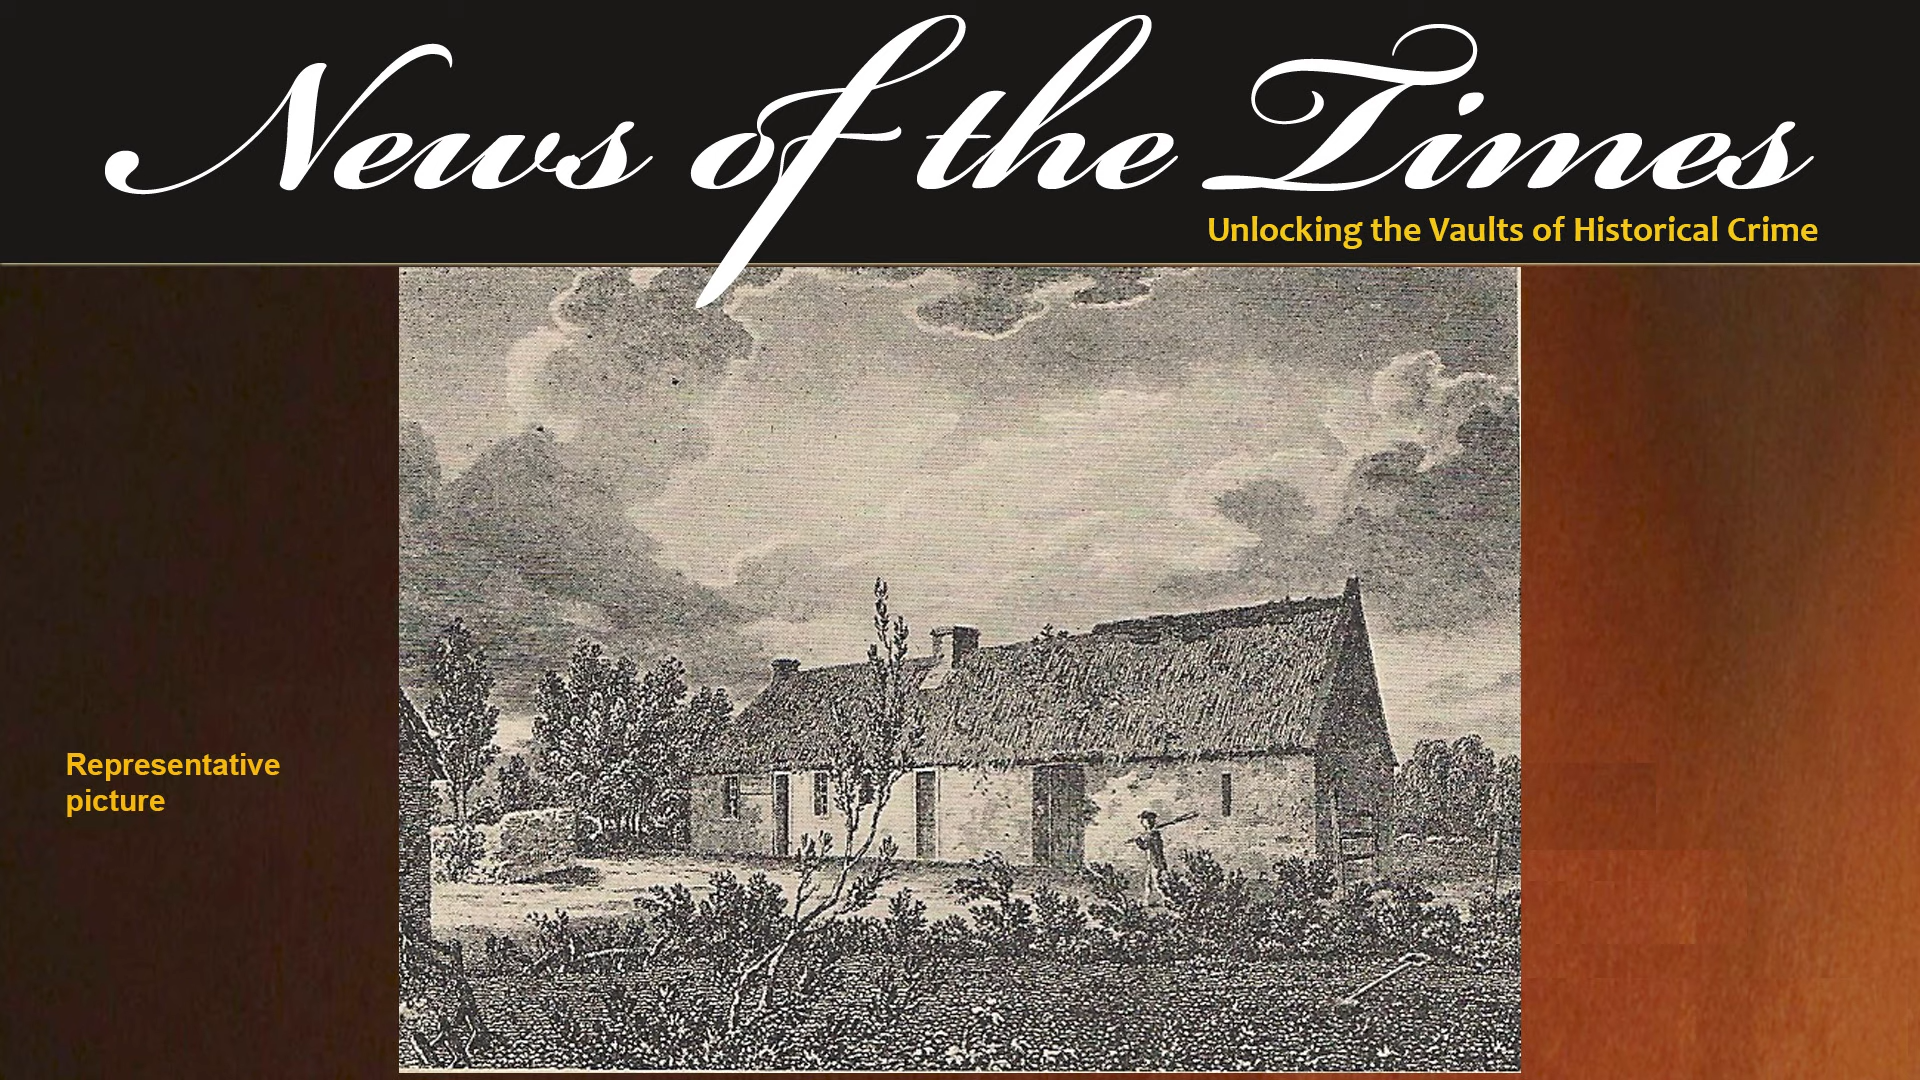 News of the Times
Unlocking the Vaults of Historical Crime
Representative
picture